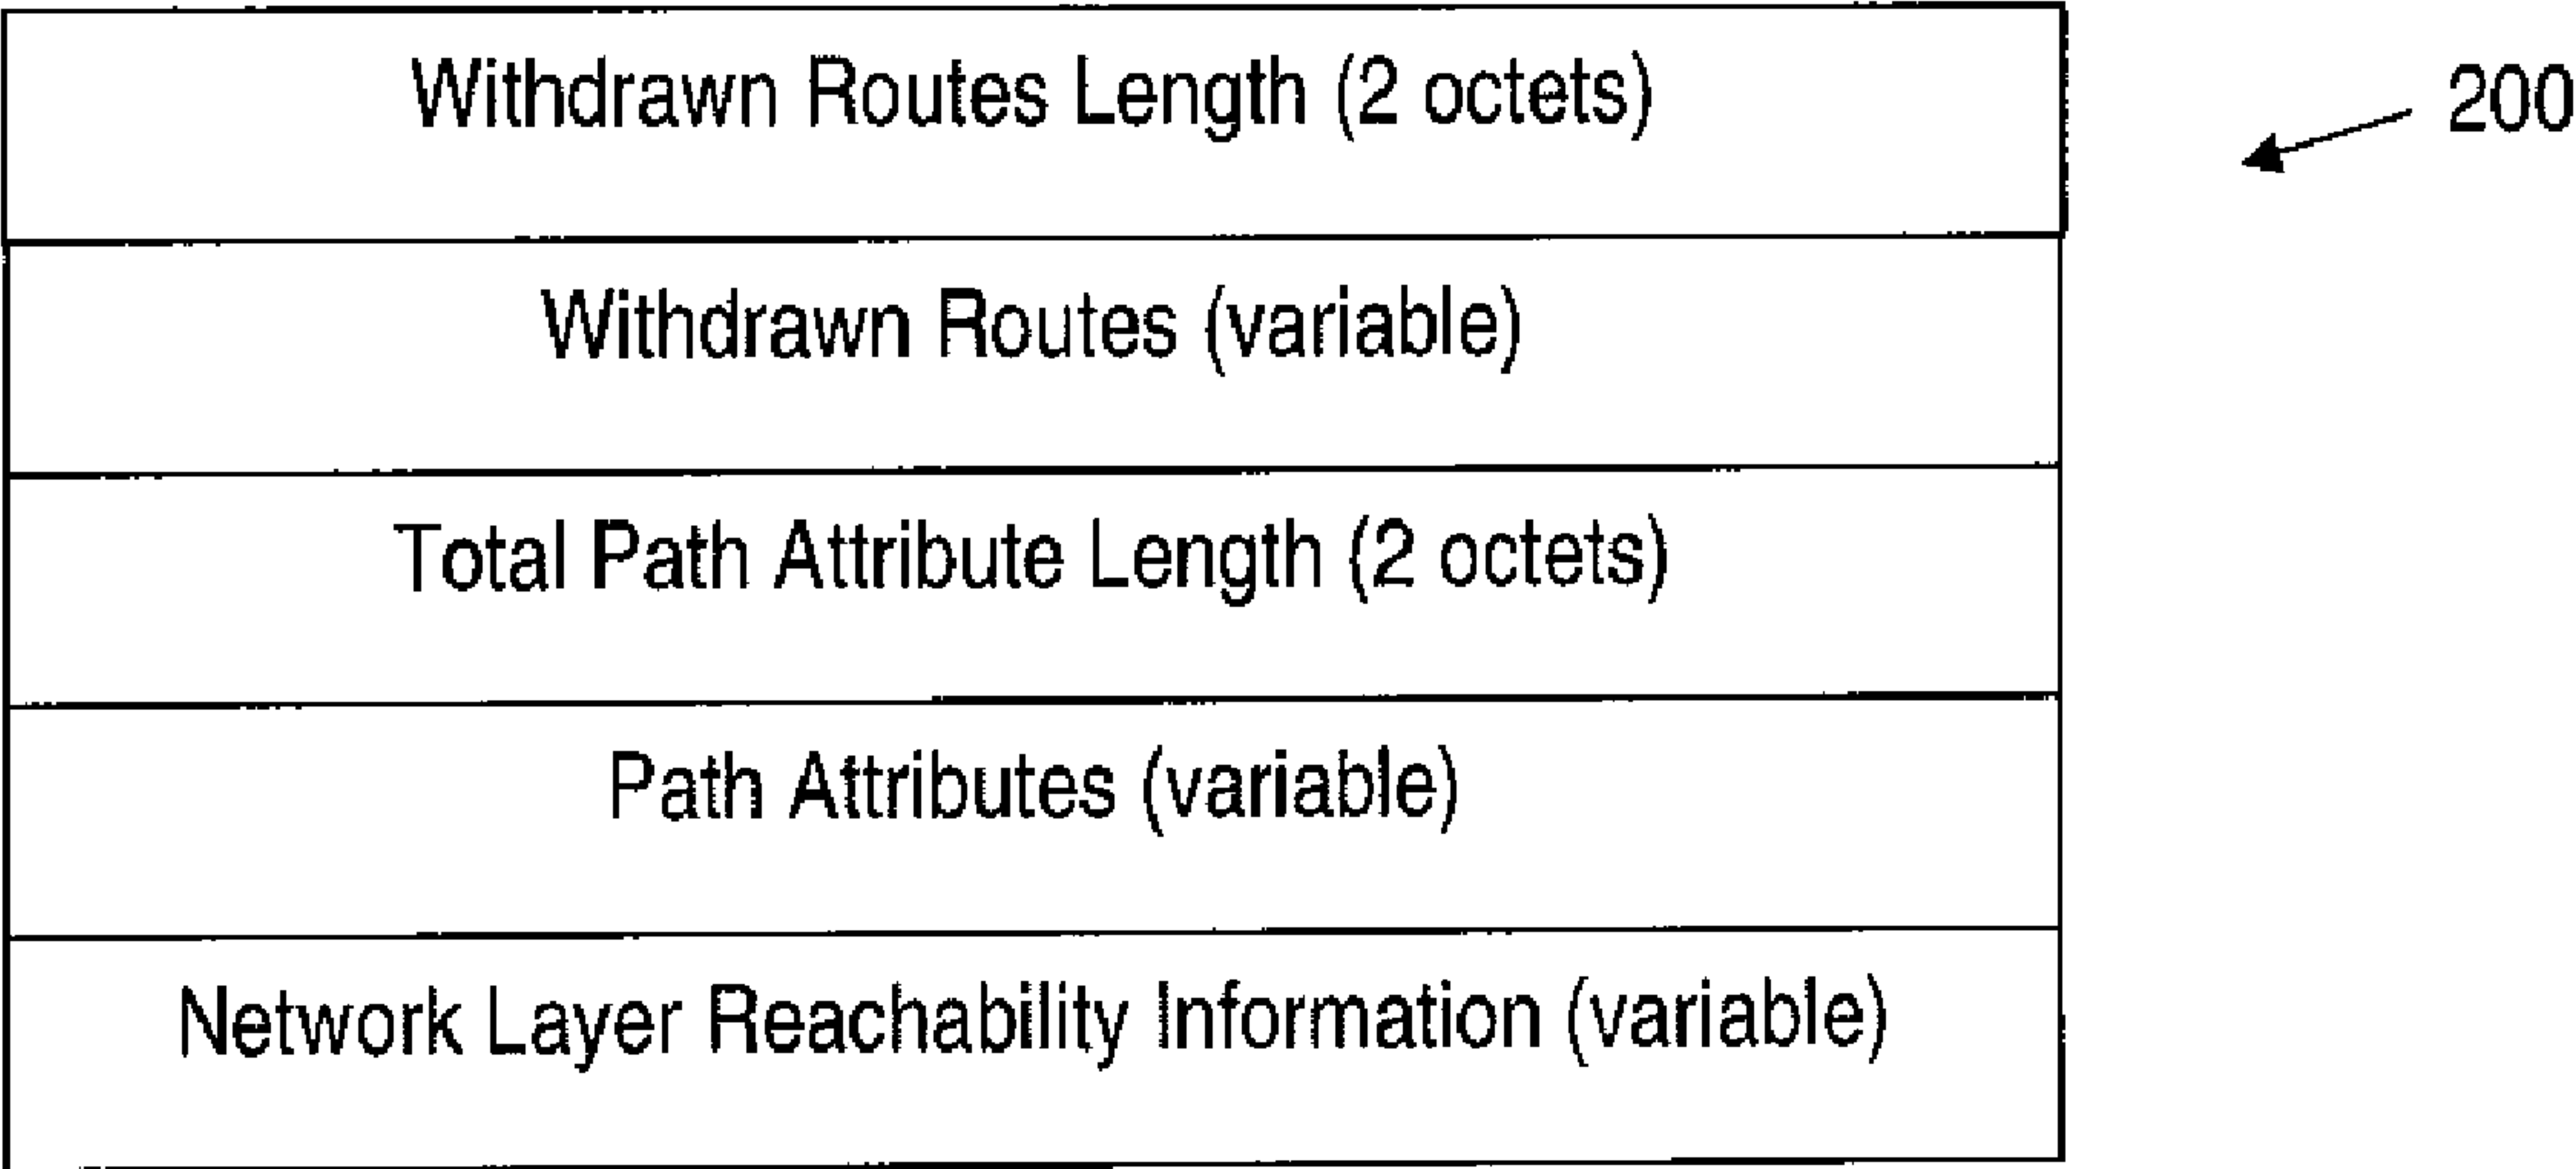 Withdrawn Routes Length (2 octets)
200
Withdrawn Routes (variable)
Total Path Attribute Length (2 octets)
Path Attributes (variable)
Network Layer Reachability Information (variable)